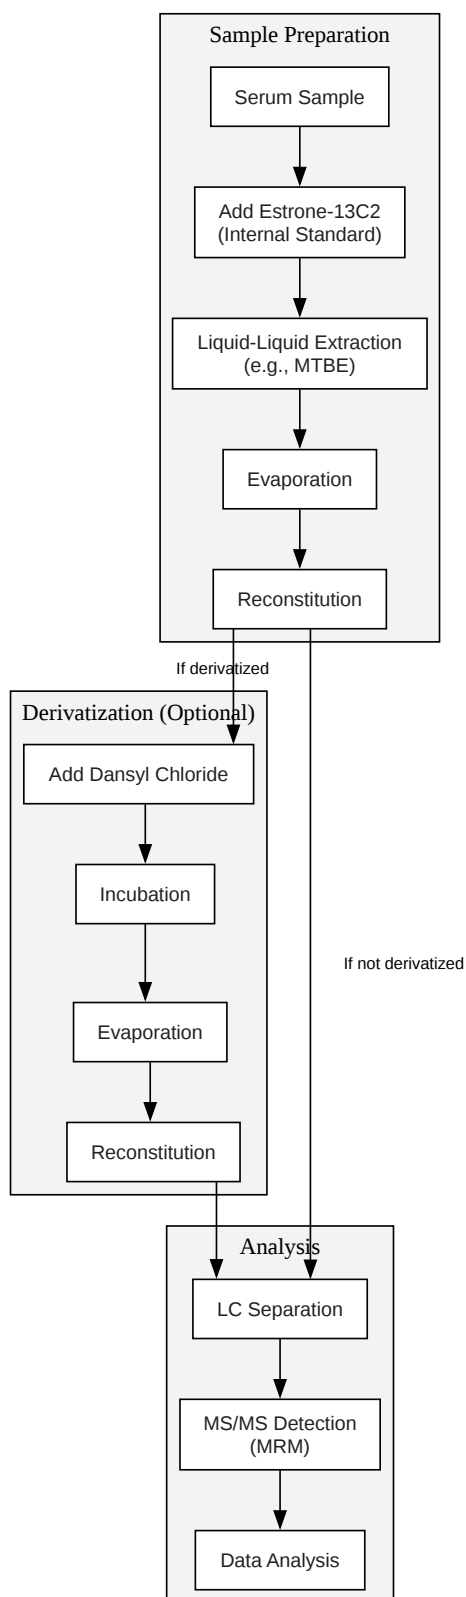 Sample Preparation
Serum Sample
Add Estrone-13C2
(Internal Standard)
Liquid-Liquid Extraction
(e.g., MTBE)
Evaporation
Reconstitution
If derivatized
Derivatization (Optional)
Add Dansyl Chloride
Incubation
If not derivatized
Evaporation
Reconstitution
Analysis
LC Separation
MS/MS Detection
(MRM)
Data Analysis